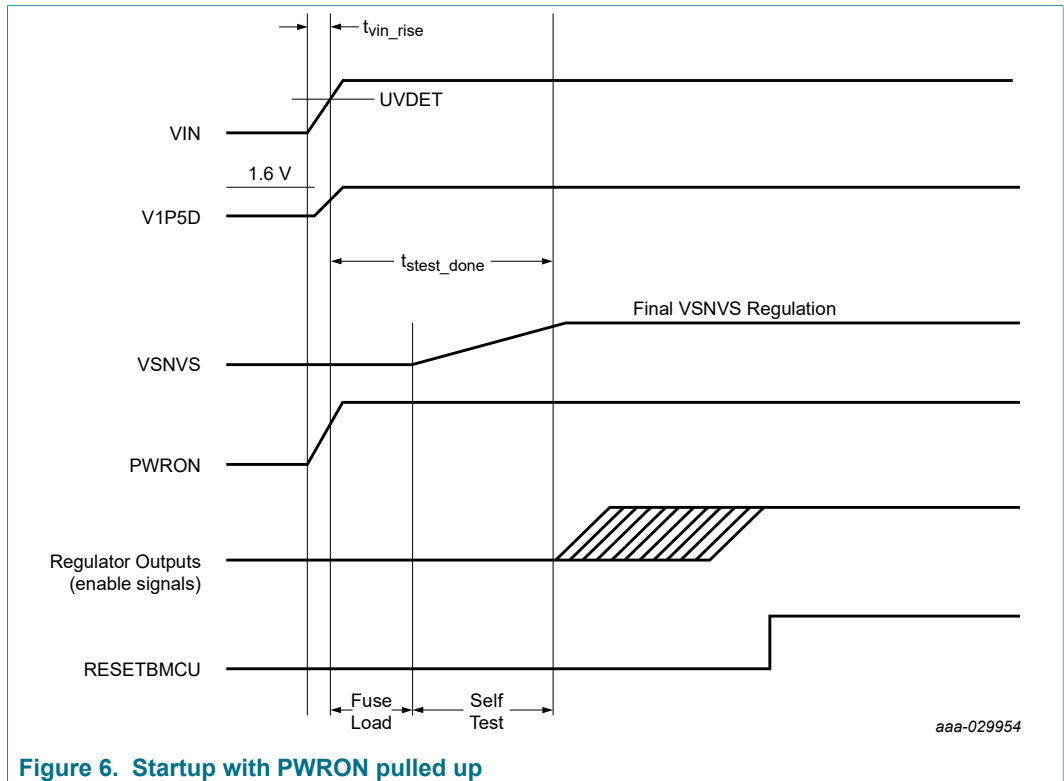 tvin_rise
UVDET
VIN
1.6 V
V1P5D
tstest_done
Final VSNVS Regulation
VSNVS
PWRON
Regulator Outputs
(enable signals)
RESETBMCU
Fuse
Load
Self
Test
aaa-029954
Figure 6. Startup with PWRON pulled up